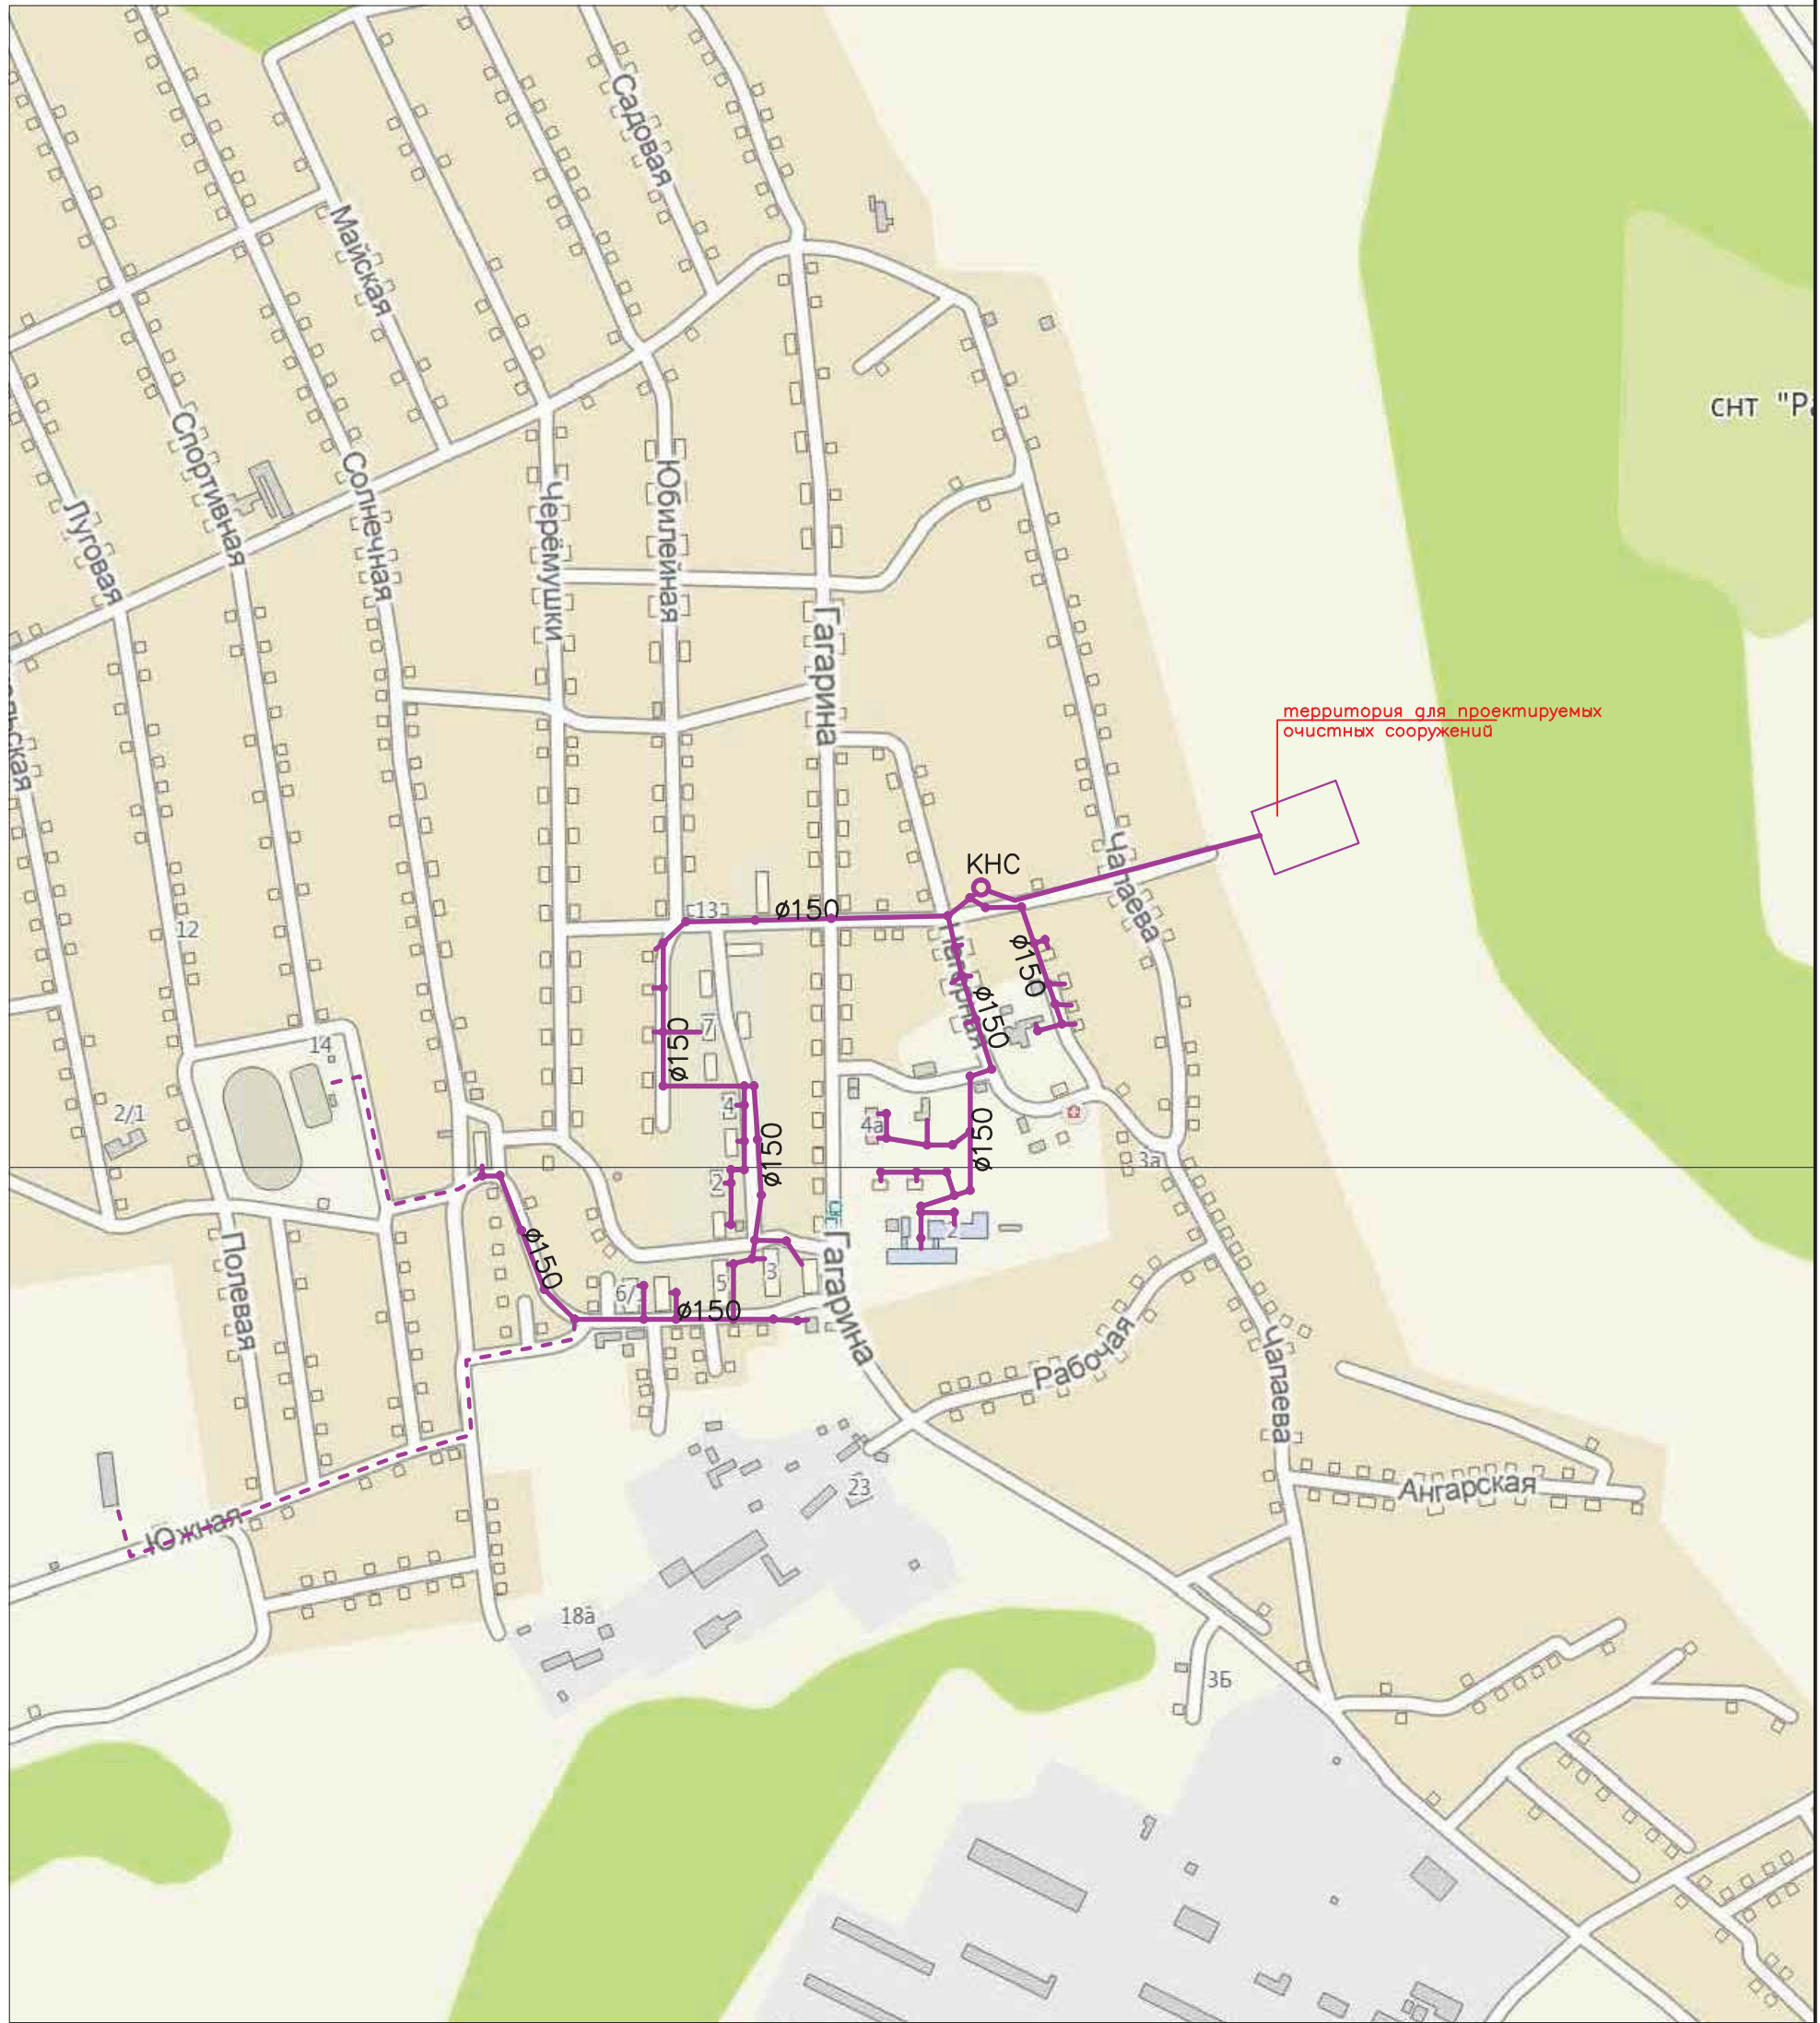 Садовая
Майская
снт "Ра
Спортивная
Солнечная
Луговая
Черёмушки
Юбилейная
Гагарина
территория для проектируемых
очистных сооружений
Чапаева
КНС
13
ø150
12
ø150
ø150
7
ø150
14
2/1
4
4а
ø150
ø150
3а
2
2
Полевая
ø150
Гагарина
5
3
6/
ø150
Рабочая
Чапаева
23
Ангарская
Южная
18а
3Б